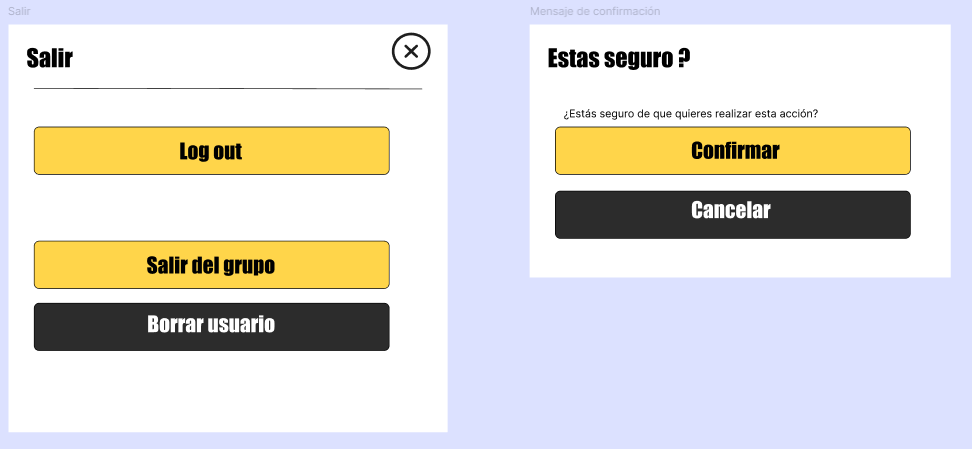 Salir
Salir
Log out
Salir del grupo
Borrar usuario
Mensaje de confirmación
Estas seguro ?
¿Estás seguro de que quieres realizar esta acción?
Confirmar
Cancelar